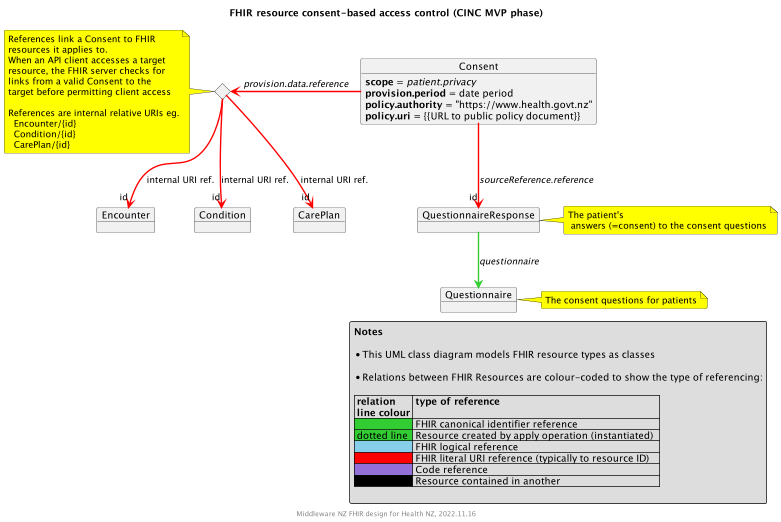 FHIR resource consent-based access control (CINC MVP phase)
References link a Consent to FHIR
resources it applies to.
When an API client accesses a target
resource, the FHIR server checks for
links from a valid Consent to the
target before permitting client access
References are internal relative URIs eg.
Encounter/{id}
Condition/{id}
CarePlan/{id}
provision.data.reference
Consent
scope = patient.privacy
provision.period = date period
policy.authority = "https://www.health.govt.nz"
policy.uri = {{URL to public policy document}}
internal URI ref.
internal URI ref.
internal URI ref.
sourceReference.reference
id
id
id
id
Encounter
Condition
CarePlan
QuestionnaireResponse
The patient's
answers (=consent) to the consent questions
questionnaire
Questionnaire
The consent questions for patients
Notes
• This UML class diagram models FHIR resource types as classes
• Relations between FHIR Resources are colour-coded to show the type of referencing:
relation
line colour
type of reference
FHIR canonical identifier reference
dotted line
Resource created by apply operation (instantiated)
FHIR logical reference
FHIR literal URI reference (typically to resource ID)
Code reference
Resource contained in another
Middleware NZ FHIR design for Health NZ, 2022.11.16